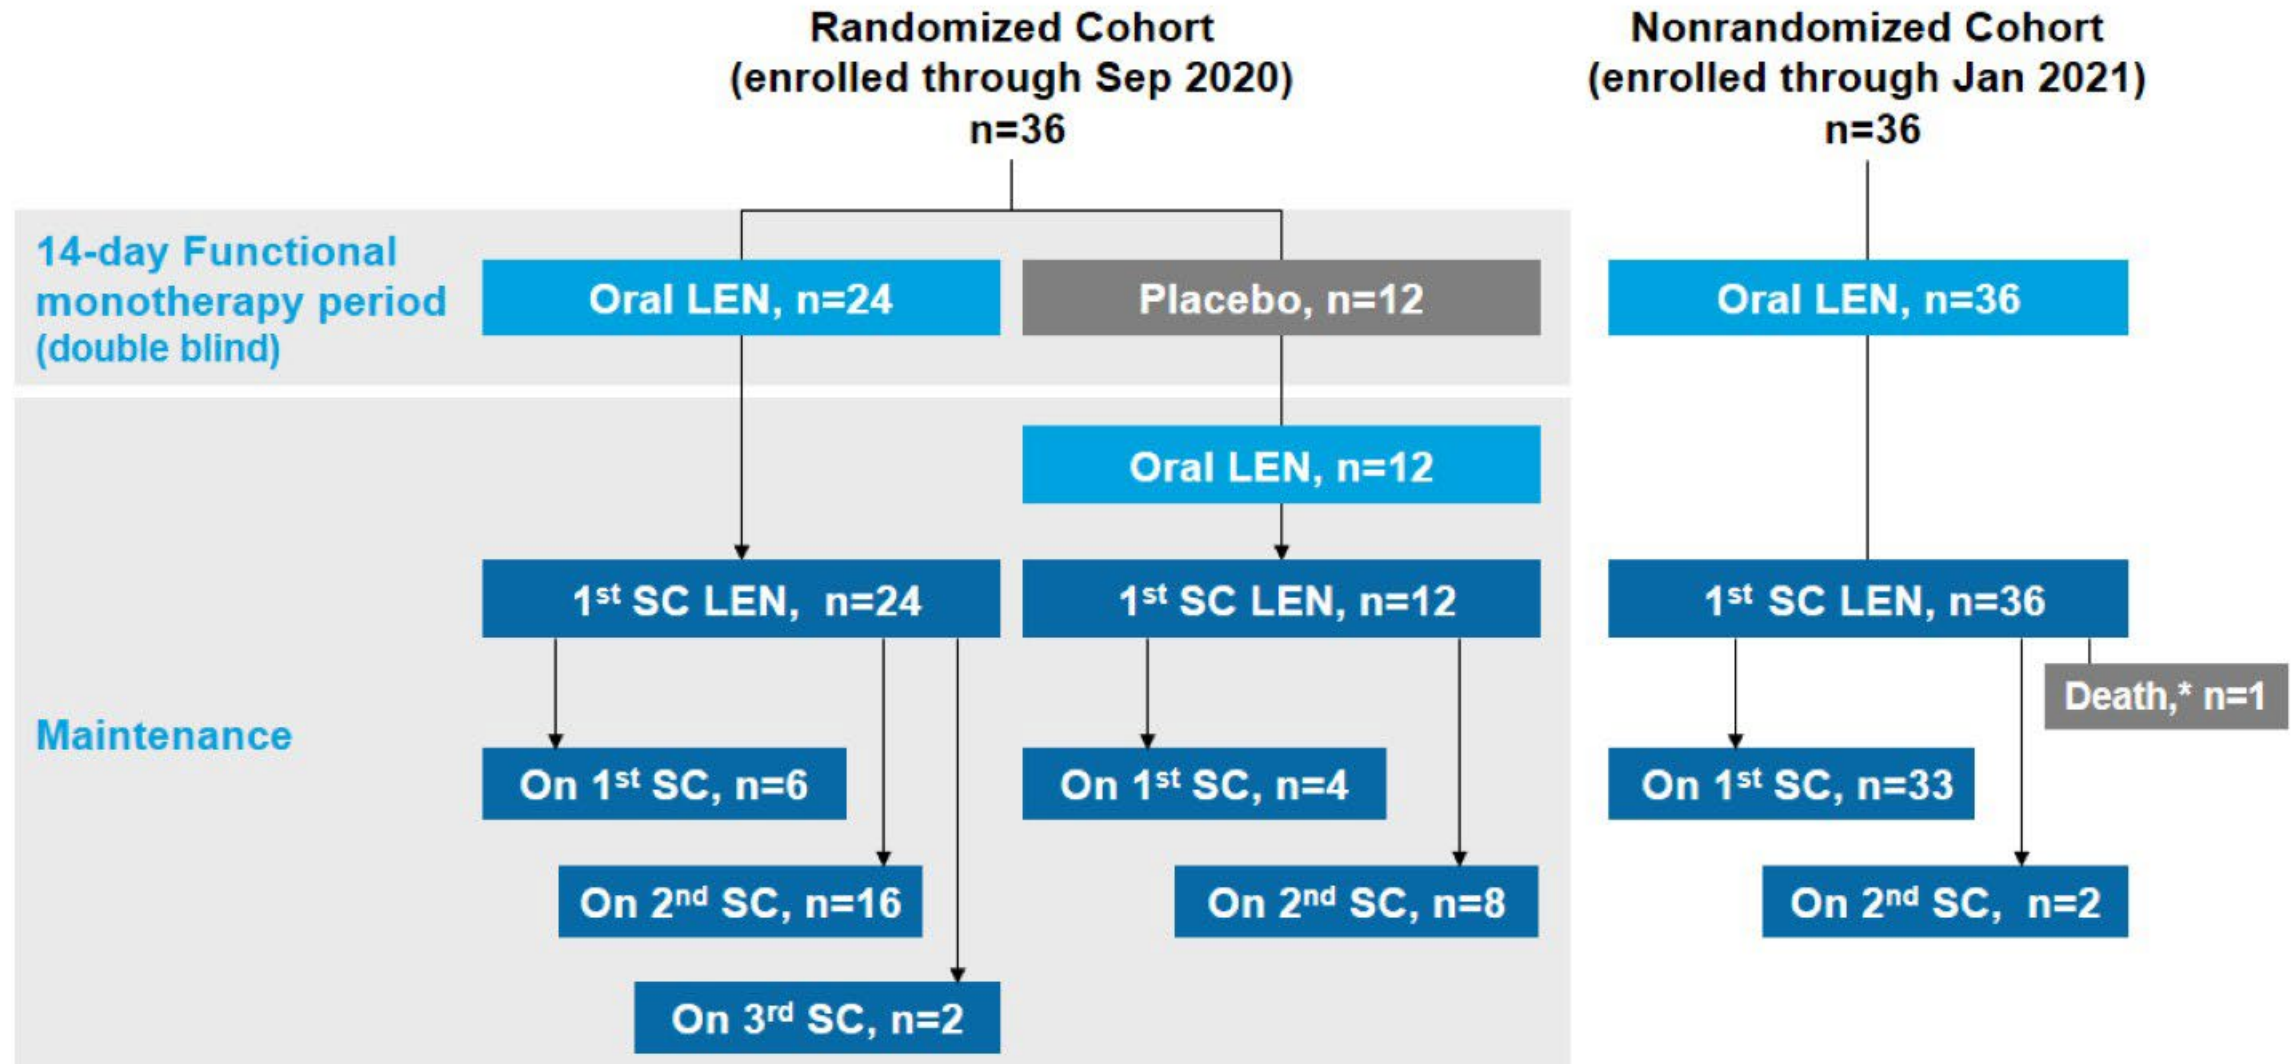 Randomized Cohort
(enrolled through Sep 2020)
n=36
Nonrandomized Cohort
(enrolled through Jan 2021)
n=36
14-day Functional
monotherapy period
(double blind)
Oral LEN, n=24
Placebo, n=12
Oral LEN, n=36
Oral LEN, n=12
Maintenance
1st SC LEN, n=24
1st SC LEN, n=12
1st SC LEN, n=36
Death,* n=1
On 1st SC, n=6
On 1st SC, n=4
On 1st SC, n=33
On 2nd SC, n=16
On 2nd SC, n=8
On 2nd SC, n=2
On 3rd SC, n=2